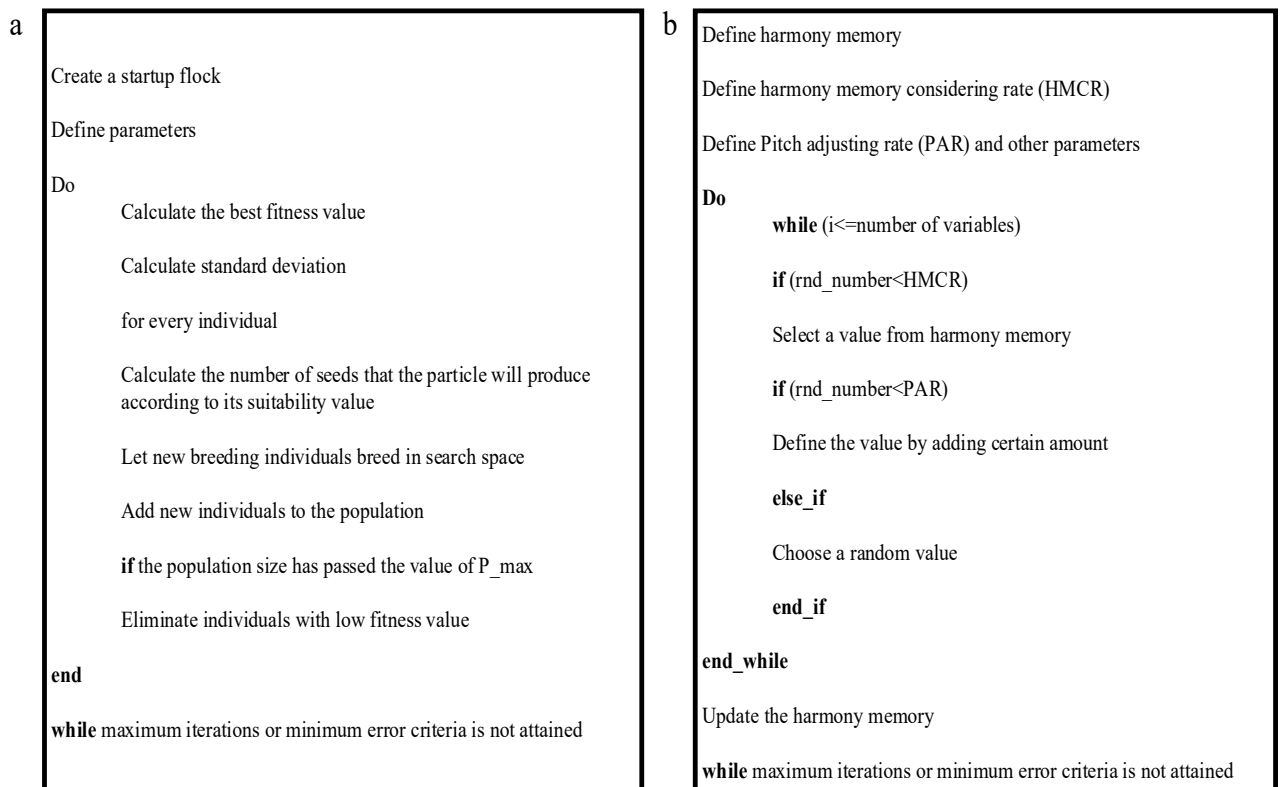 a
Create a startup flock
Define parameters
Do
Calculate the best fitness value
Calculate standard deviation
for every individual
Calculate the number of seeds that the particle will produce
according to its suitability value
Let new breeding individuals breed in search space
Add new individuals to the population
if the population size has passed the value of P_max
Eliminate individuals with low fitness value
end
while maximum iterations or minimum error criteria is not attained
b
Define harmony memory
Define harmony memory considering rate (HMCR)
Define Pitch adjusting rate (PAR) and other parameters
Do
while (i<=number of variables)
if (rnd_number<HMCR)
Select a value from harmony memory
if (rnd_number<PAR)
Define the value by adding certain amount
else_if
Choose a random value
end_if
end_while
Update the harmony memory
while maximum iterations or minimum error criteria is not attained